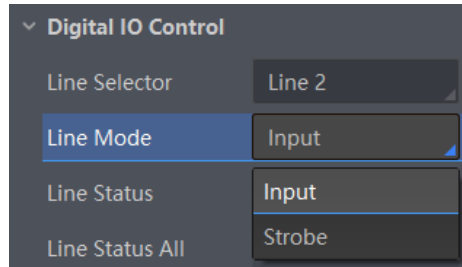 Digital IO Control
Line Selector Line 2
Line Mode Input
Line Status Input
Line Status All Strobe